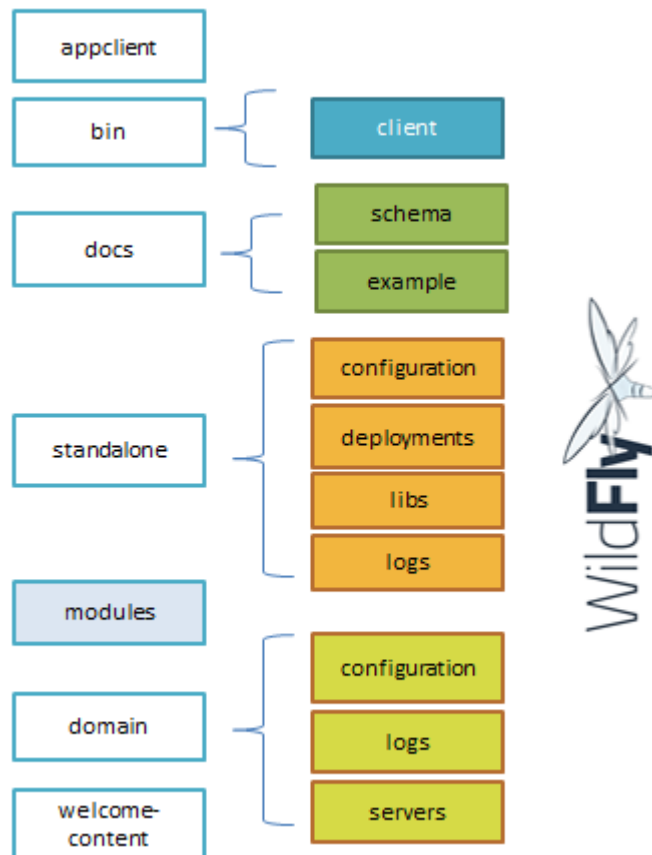 appclient
bin
client
docs
schema
example
standalone
configuration
deployments
libs
logs
modules
domain
configuration
logs
servers
welcome-
content
WildFly